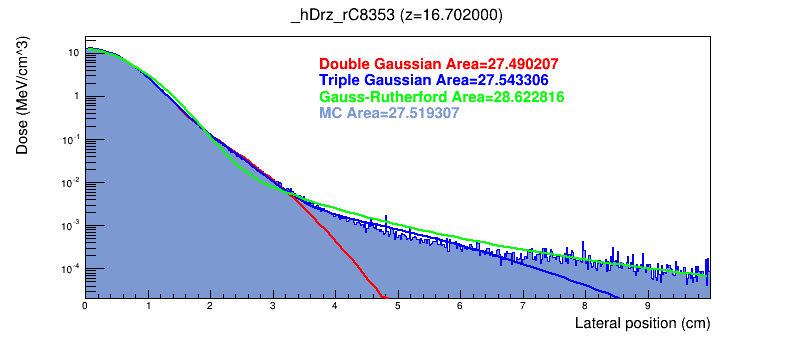 _hDrz_rC8353 (z=16.702000)
Dose (MeV/cm^3)
Double Gaussian Area=27.490207
Triple Gaussian Area=27.543306
Gauss-Rutherford Area=28.622816
MC Area=27.519307
10
1
10^-1
10^-2
10^-3
10^-4
0 1 2 3 4 5 6 7 8 9
Lateral position (cm)